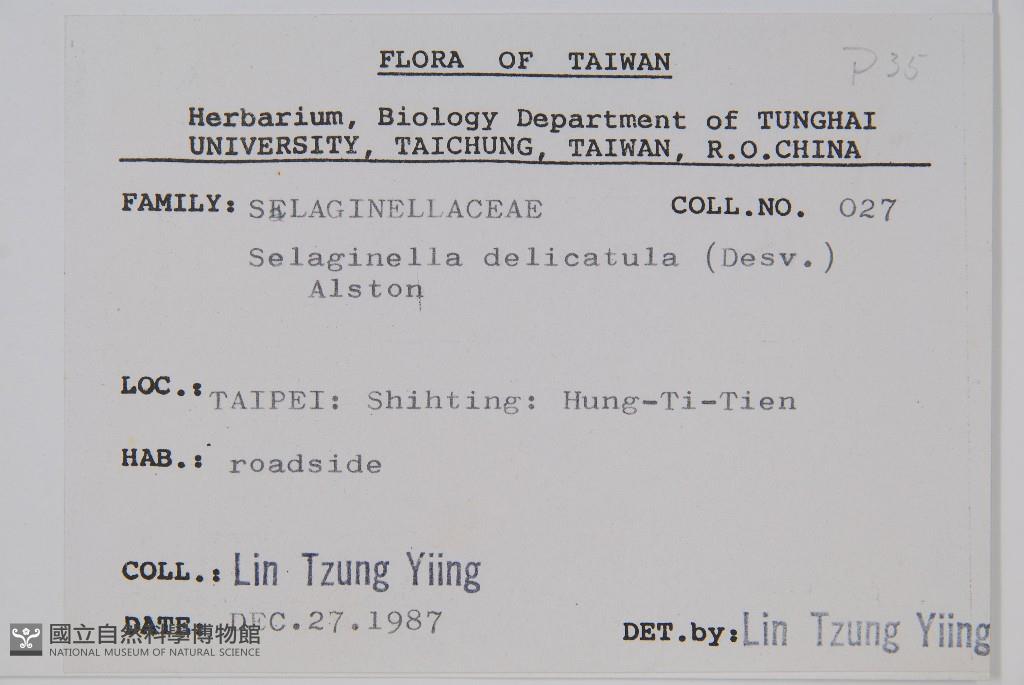 FLORA OF TAIWAN
P35
Herbarium, Biology Department of TUNGHAI
UNIVERSITY, TAICHUNG, TAIWAN, R.O.CHINA
FAMILY: SELAGINELLACEAE COLL.NO. 027
Selaginella delicatula (Desv.)
Alston
LOC.: TAIPEI: Shihting: Hung-Ti-Tien
HAB.: roadside
COLL.: Lin Tzung Yiing
DATE. DEC.27.1987
DET.by: Lin Tzung Yiing
國立自然科學博物館
NATIONAL MUSEUM OF NATURAL SCIENCE